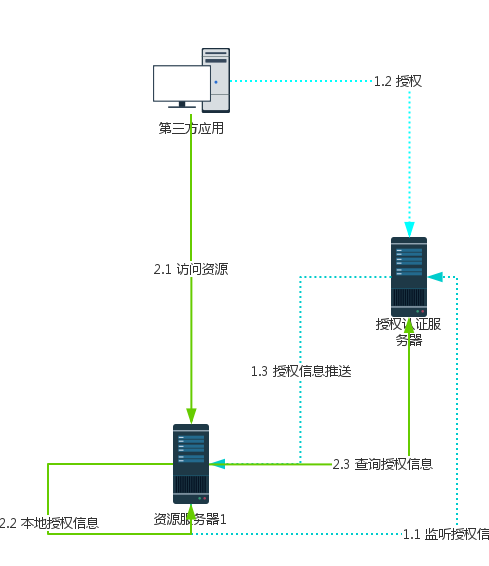 1.2 授权
第三方应用
2.1 访问资源
授权认证服
务器
1.3 授权信息推送
2.3 查询授权信息
资源服务器1
2.2 本地授权信息
1.1 监听授权信